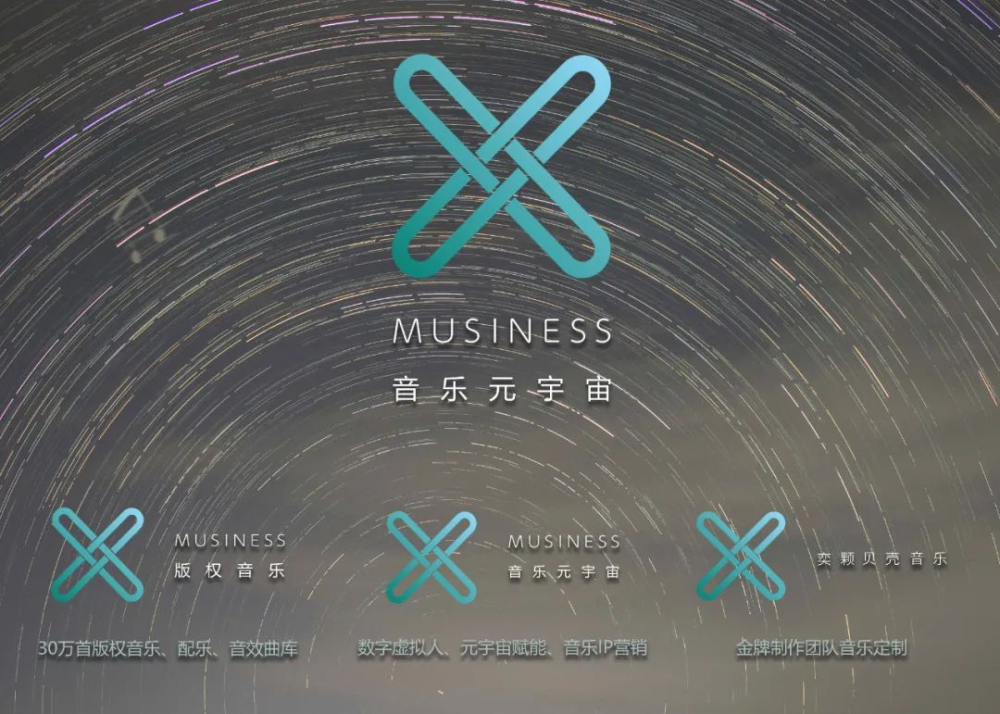 MUSINESS
音乐元宇宙
MUSINESS
版权音乐
30万首版权音乐、配乐、音效曲库
MUSINESS
音乐元宇宙
数字虚拟人、元宇宙赋能、音乐IP营销
奕颗贝壳音乐
金牌制作团队音乐定制